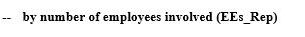 -- by number of employees involved (EEs_Rep)